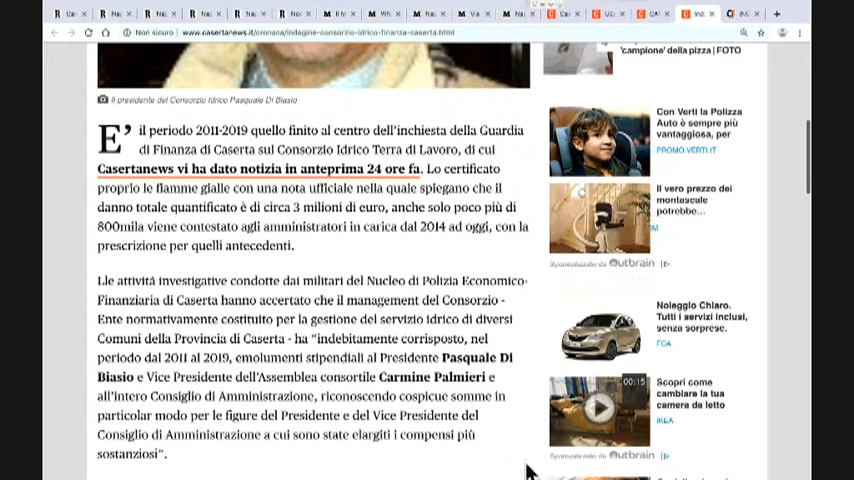 Non sicuro | www.casertanews.it/cronaca/indagine-consorzio-idrico-finanza-caserta.html
'campione' della pizza | FOTO
Il presidente del Consorzio Idrico Pasquale Di Biasio
E' il periodo 2011-2019 quello finito al centro dell'inchiesta della Guardia
di Finanza di Caserta sul Consorzio Idrico Terra di Lavoro, di cui
Casertanews vi ha dato notizia in anteprima 24 ore fa. Lo certificato
proprio le fiamme gialle con una nota ufficiale nella quale spiegano che il
danno totale quantificato è di circa 3 milioni di euro, anche solo poco più di
800mila viene contestato agli amministratori in carica dal 2014 ad oggi, con la
prescrizione per quelli antecedenti.
Lle attività investigative condotte dai militari del Nucleo di Polizia Economico-
Finanziaria di Caserta hanno accertato che il management del Consorzio -
Ente normativamente costituito per la gestione del servizio idrico di diversi
Comuni della Provincia di Caserta - ha “indebitamente corrisposto, nel
periodo dal 2011 al 2019, emolumenti stipendiali al Presidente Pasquale Di
Biasio e Vice Presidente dell'Assemblea consortile Carmine Palmieri e
all'intero Consiglio di Amministrazione, riconoscendo cospicue somme in
particolar modo per le figure del Presidente e del Vice Presidente del
Consiglio di Amministrazione a cui sono state elargiti i compensi più
sostanziosi”.
Con Verti la Polizza
Auto è sempre più
vantaggiosa, per
PROMO.VERTI.IT
Il vero prezzo dei
montascale
potrebbe...
Sponsorizzato da Outbrain
Noleggio Chiaro.
Tutti i servizi inclusi,
senza sorprese.
FCA
00:15
Scopri come
cambiare la tua
camera da letto
IKEA
Sponsorizzato da Outbrain